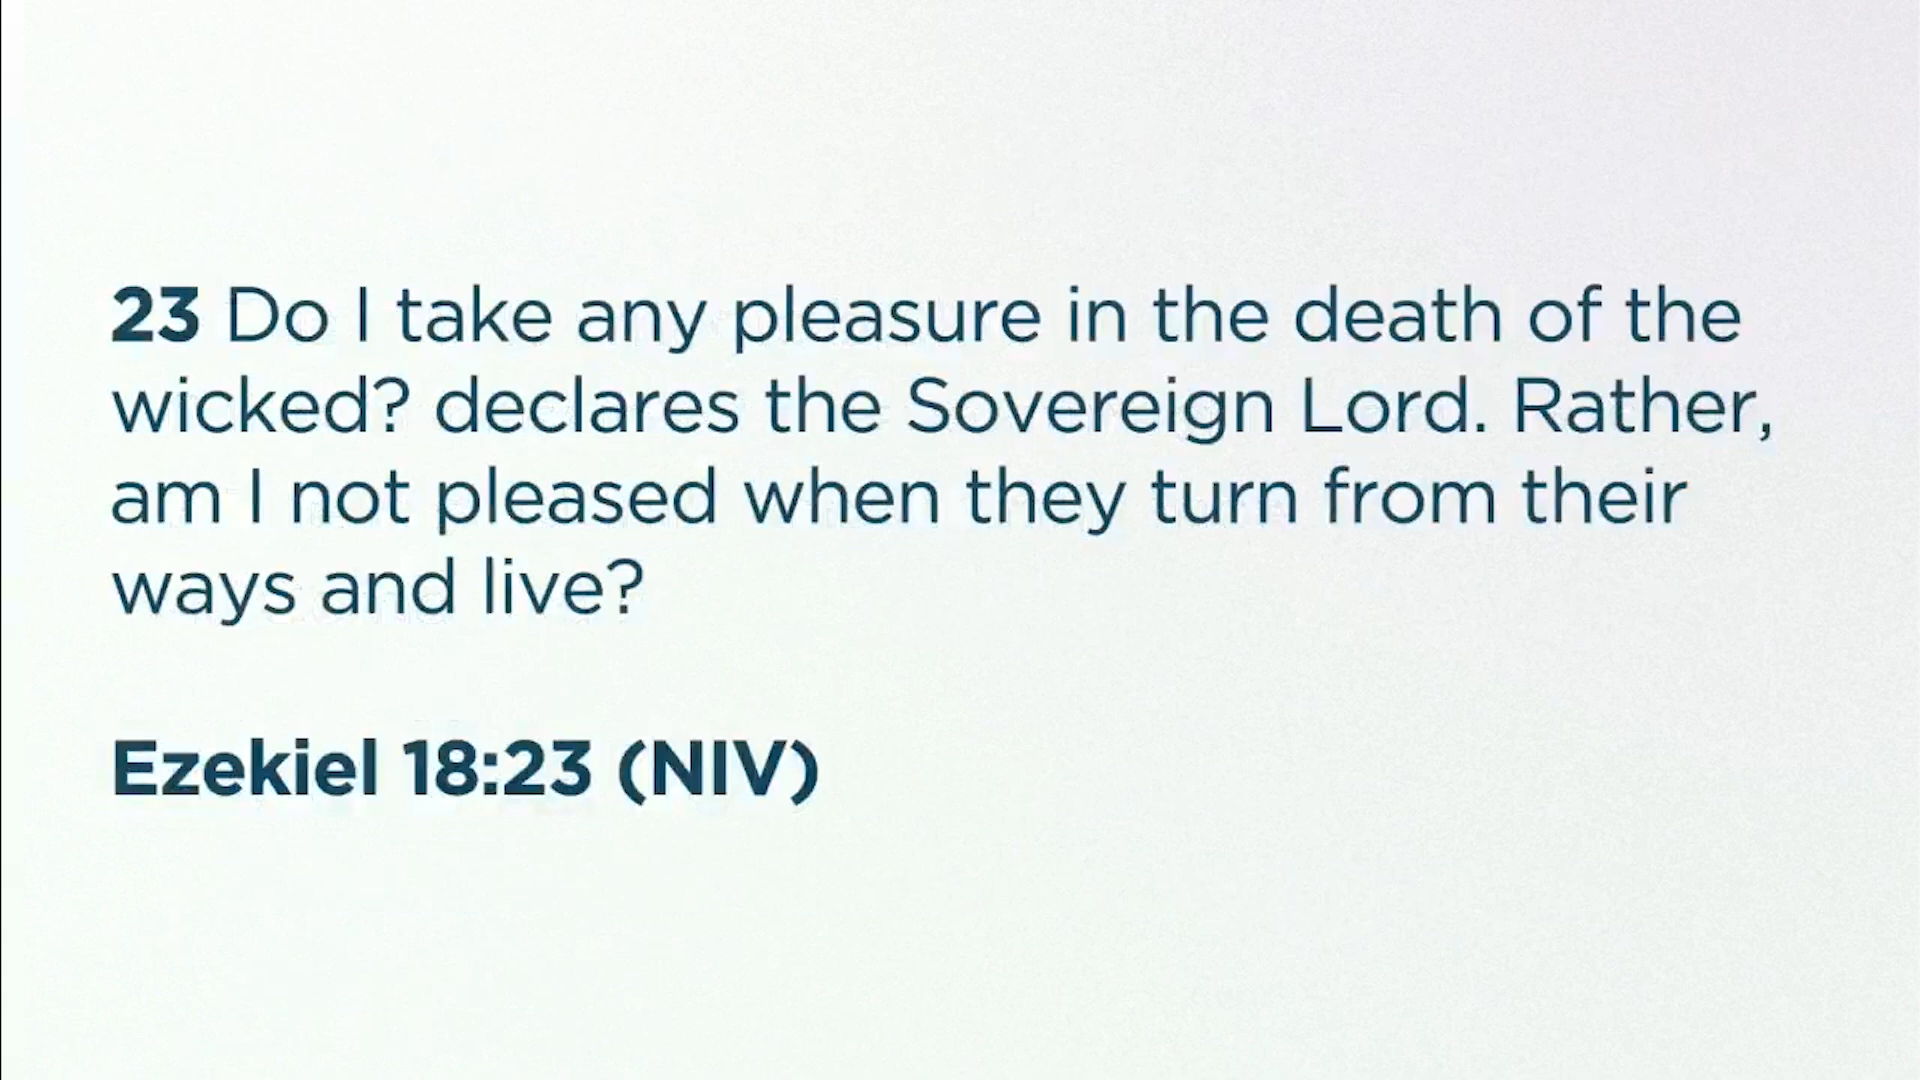 23 Do I take any pleasure in the death of the
wicked? declares the Sovereign Lord. Rather,
am I not pleased when they turn from their
ways and live?
Ezekiel 18:23 (NIV)